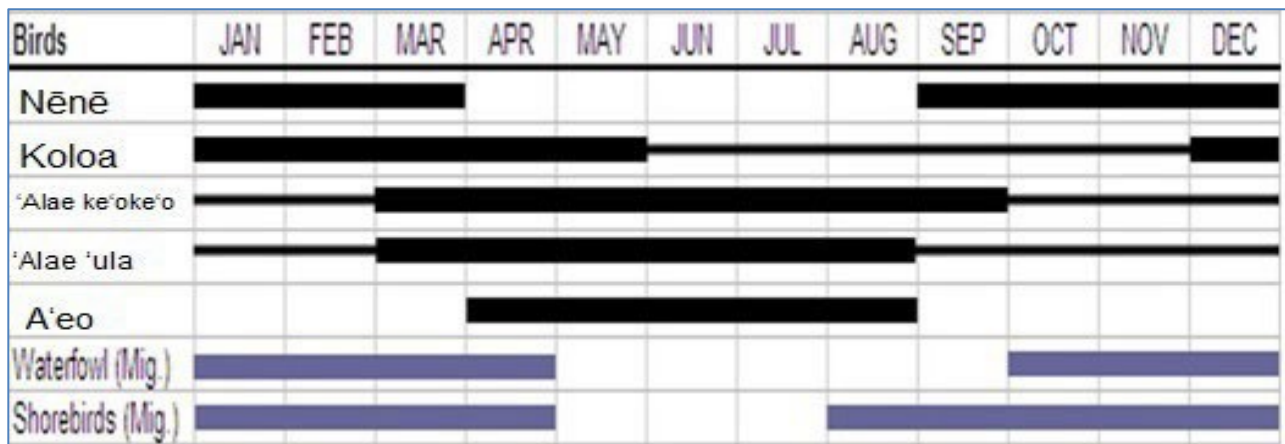 Birds JAN FEB MAR APR MAY JUN JUL AUG SEP OCT NOV DEC
Nēnē
Koloa
ʻAlae keʻokeʻo
ʻAlae ʻula
Aʻeo
Waterfowl (Mig.)
Shorebirds (Mig.)